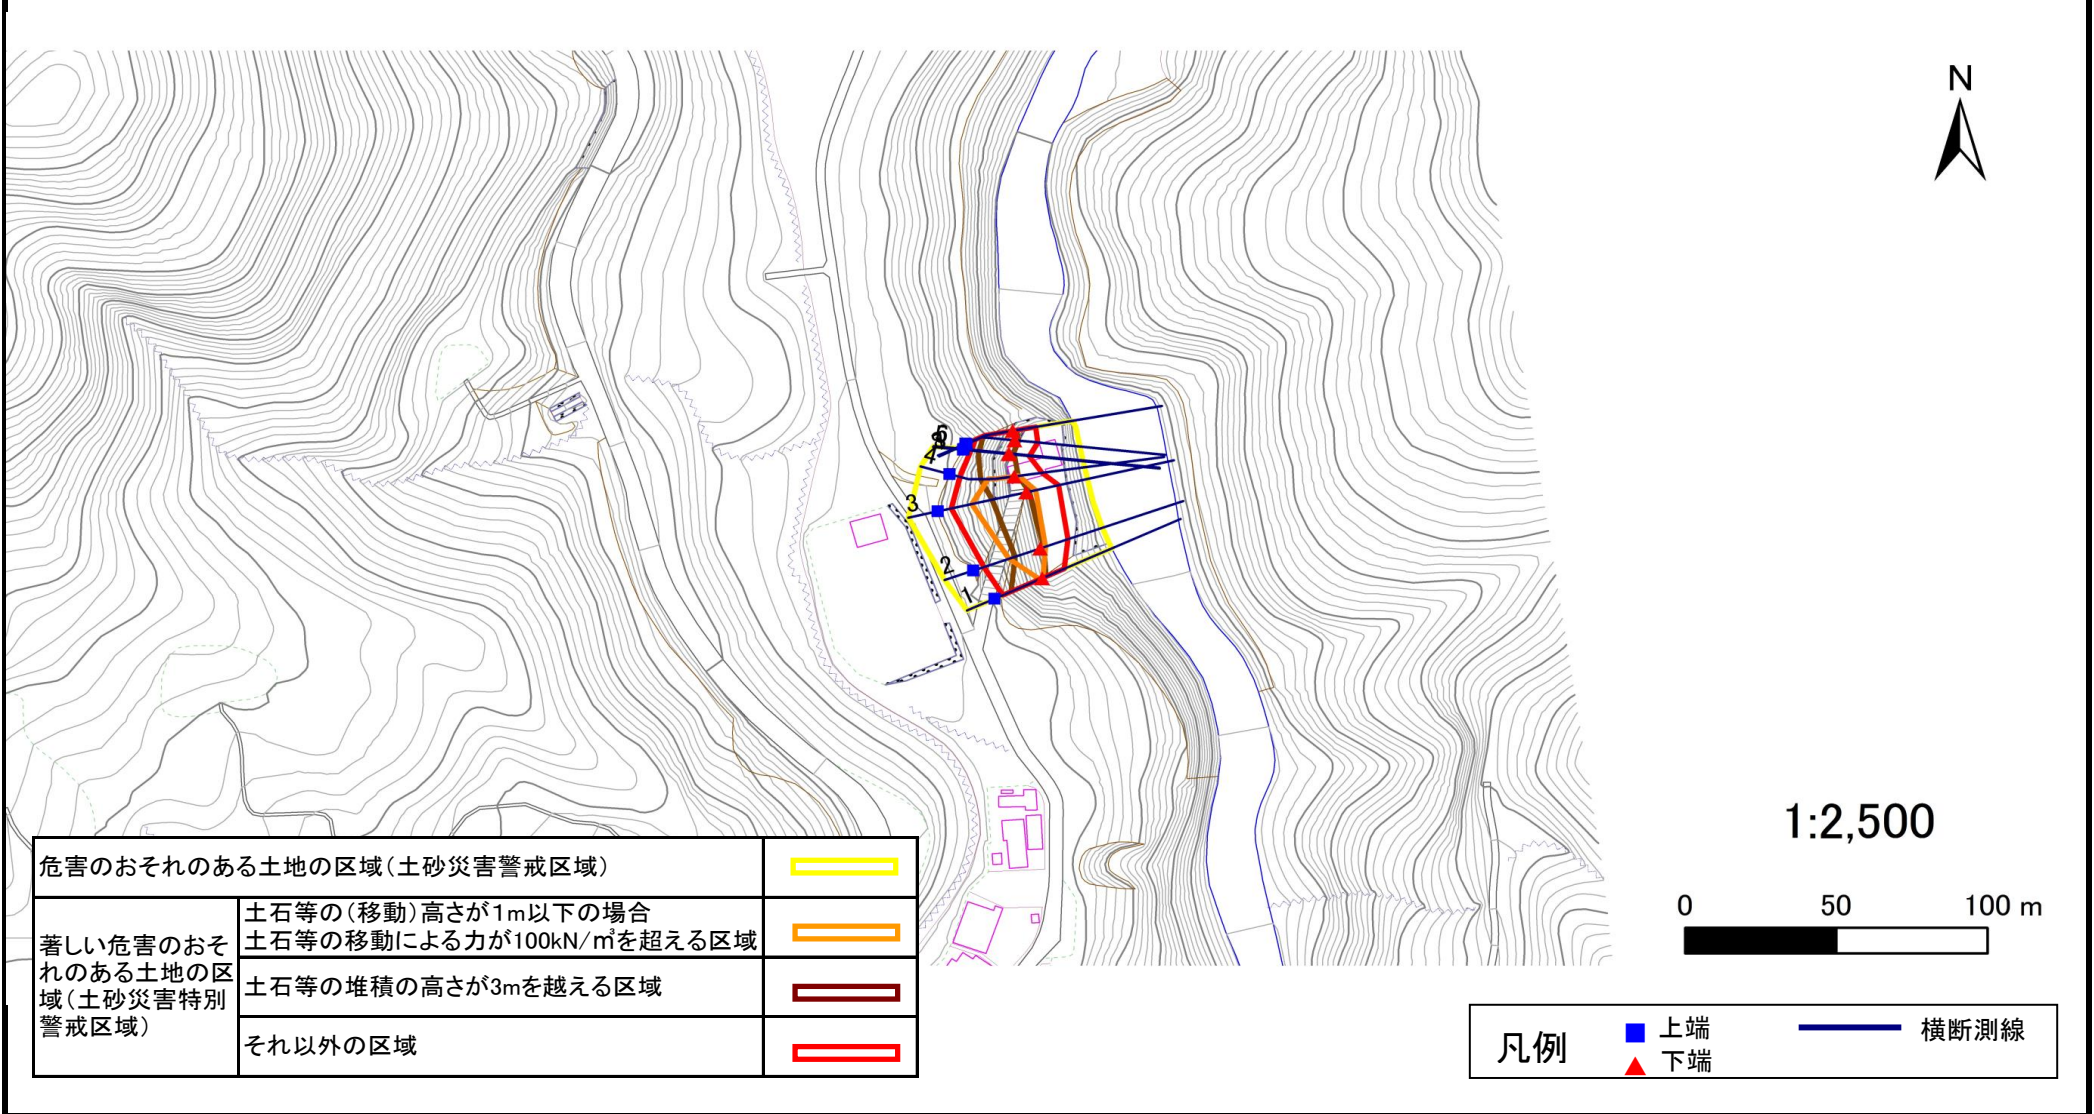 N
5
4
3
2
1
1:2,500
0 50 100 m
危害のおそれのある土地の区域(土砂災害警戒区域)
著しい危害のおそ
れのある土地の区
域(土砂災害特別
警戒区域)
土石等の(移動)高さが1m以下の場合
土石等の移動による力が100kN/㎡を超える区域
土石等の堆積の高さが3mを越える区域
それ以外の区域
凡例
上端
下端
横断測線